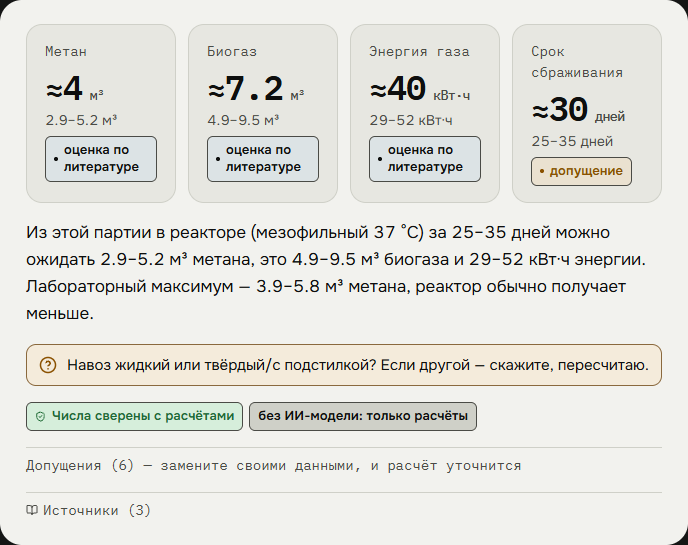 Метан
≈4 м³
2.9–5.2 м³
• оценка по
литературе
Биогаз
≈7.2 м³
4.9–9.5 м³
• оценка по
литературе
Энергия газа
≈40 кВт·ч
29–52 кВт·ч
• оценка по
литературе
Срок
сбраживания
≈30 дней
25–35 дней
• допущение
Из этой партии в реакторе (мезофильный 37 °C) за 25–35 дней можно
ожидать 2.9–5.2 м³ метана, это 4.9–9.5 м³ биогаза и 29–52 кВт·ч энергии.
Лабораторный максимум — 3.9–5.8 м³ метана, реактор обычно получает
меньше.
Навоз жидкий или твёрдый/с подстилкой? Если другой — скажите, пересчитаю.
Числа сверены с расчётами
без ИИ-модели: только расчёты
Допущения (6) — замените своими данными, и расчёт уточнится
Источники (3)